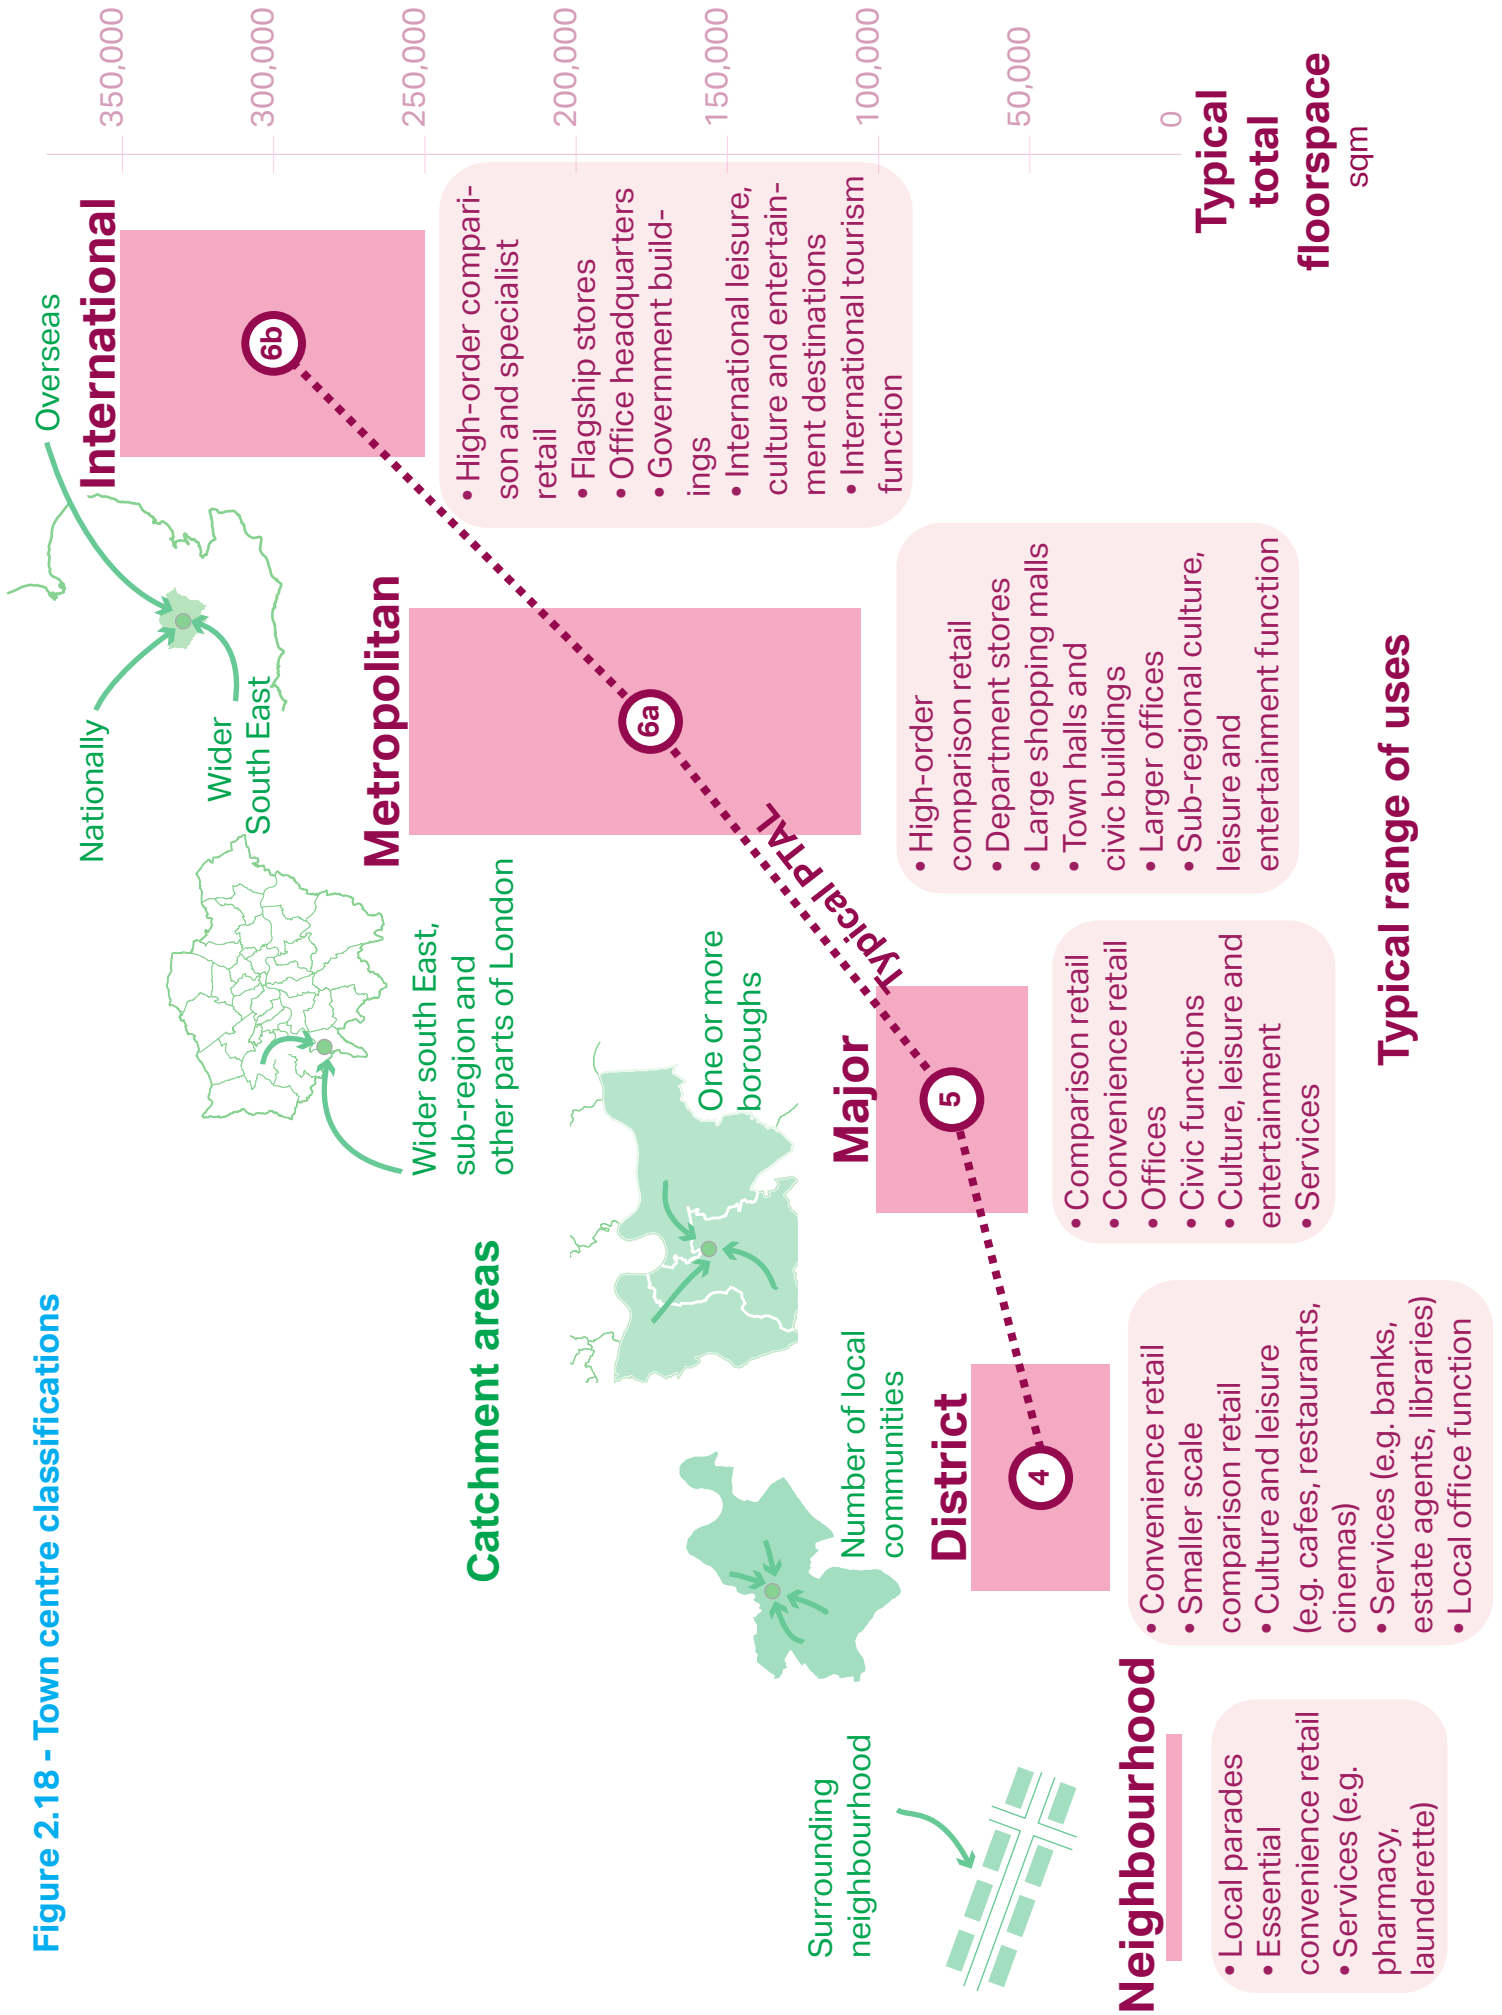 Figure 2.18 - Town centre classifications
Catchment areas
Surrounding
neighbourhood
Number of local
communities
One or more
boroughs
Wider south East,
sub-region and
other parts of London
Nationally
Wider
South East
Overseas
Neighbourhood
• Local parades
• Essential
convenience retail
• Services (e.g.
pharmacy,
launderette)
District
4
• Convenience retail
• Smaller scale
comparison retail
• Culture and leisure
(e.g. cafes, restaurants,
cinemas)
• Services (e.g. banks,
estate agents, libraries)
• Local office function
Major
5
• Comparison retail
• Convenience retail
• Offices
• Civic functions
• Culture, leisure and
entertainment
• Services
Typical PTAL
Metropolitan
6a
• High-order
comparison retail
• Department stores
• Large shopping malls
• Town halls and
civic buildings
• Larger offices
• Sub-regional culture,
leisure and
entertainment function
International
6b
• High-order compari-
son and specialist
retail
• Flagship stores
• Office headquarters
• Government build-
ings
• International leisure,
culture and entertain-
ment destinations
• International tourism
function
350,000
300,000
250,000
200,000
150,000
100,000
50,000
0
Typical
total
floorspace
sqm
Typical range of uses